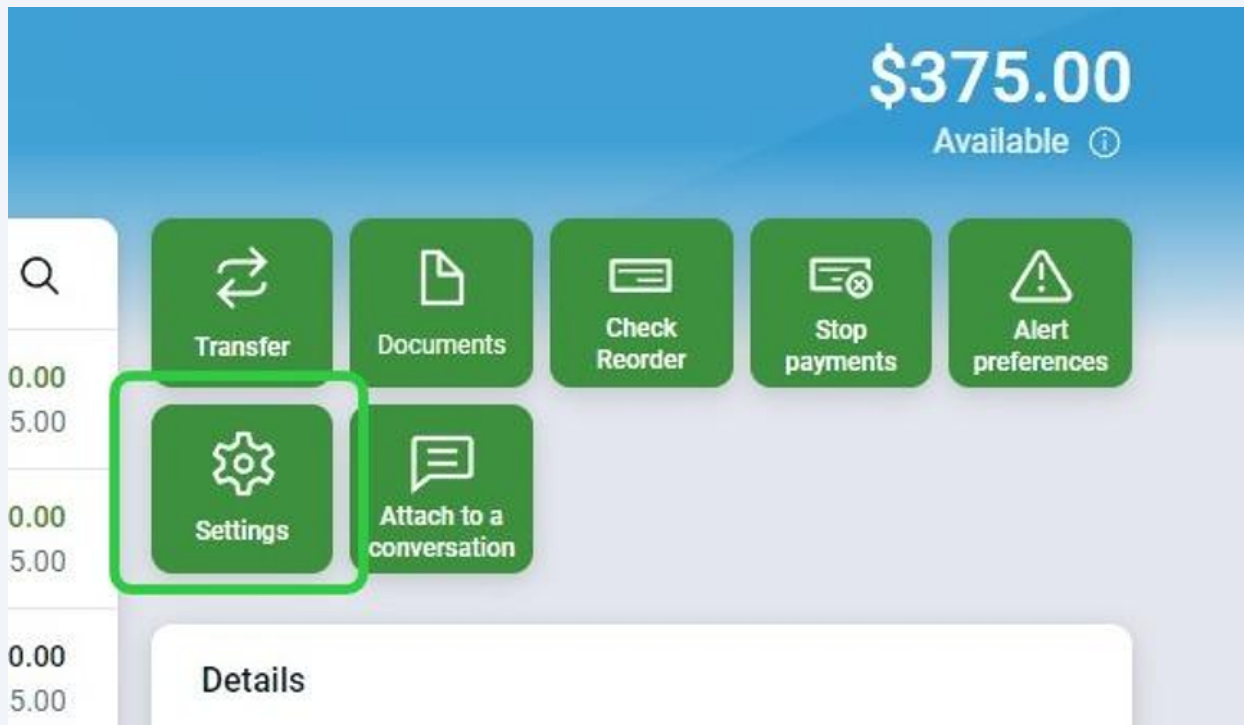 $375.00
Available
Transfer
Documents
Check
Reorder
Stop
payments
Alert
preferences
0.00
5.00
Settings
Attach to a
conversation
0.00
5.00
0.00
5.00
Details